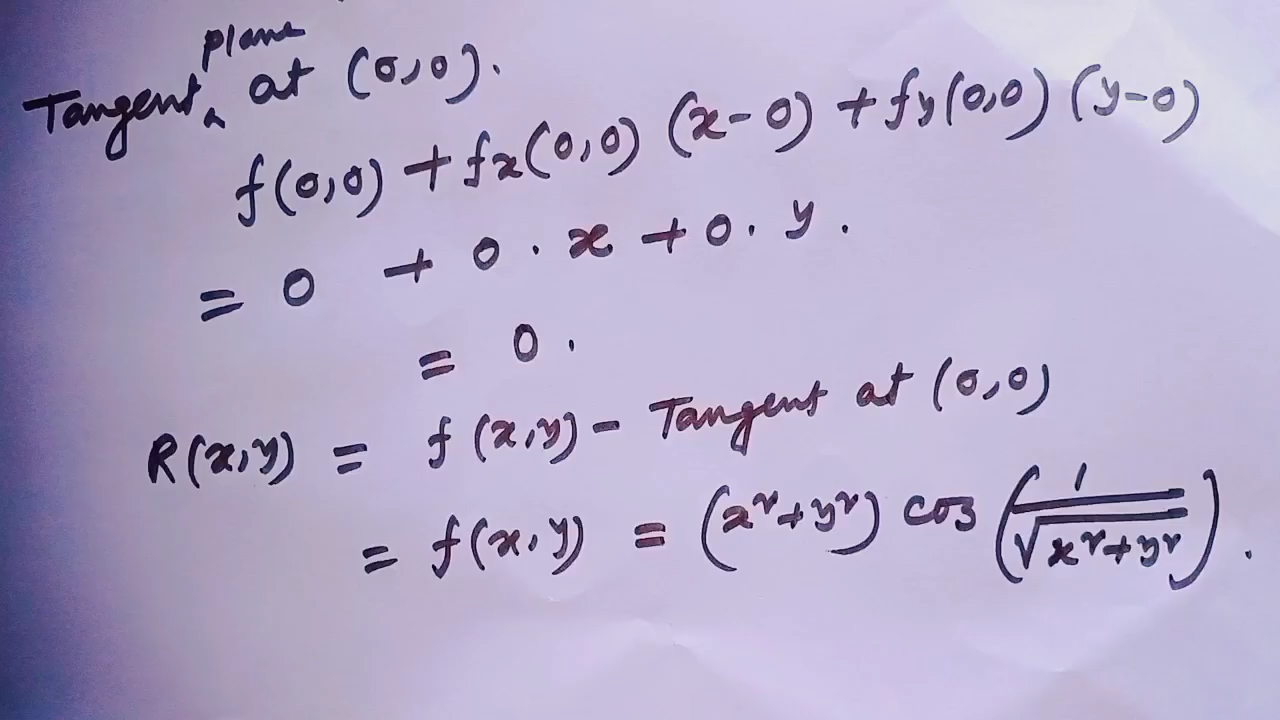 Tangent plane at (0,0).
f(0,0) + fx(0,0) (x-0) + fy(0,0) (y-0)
= 0 + 0 · x + 0 · y .
= 0 .
R(x,y) = f(x,y) - Tangent at (0,0)
= f(x,y) = (x²+y²) cos (1/√(x²+y²)) .